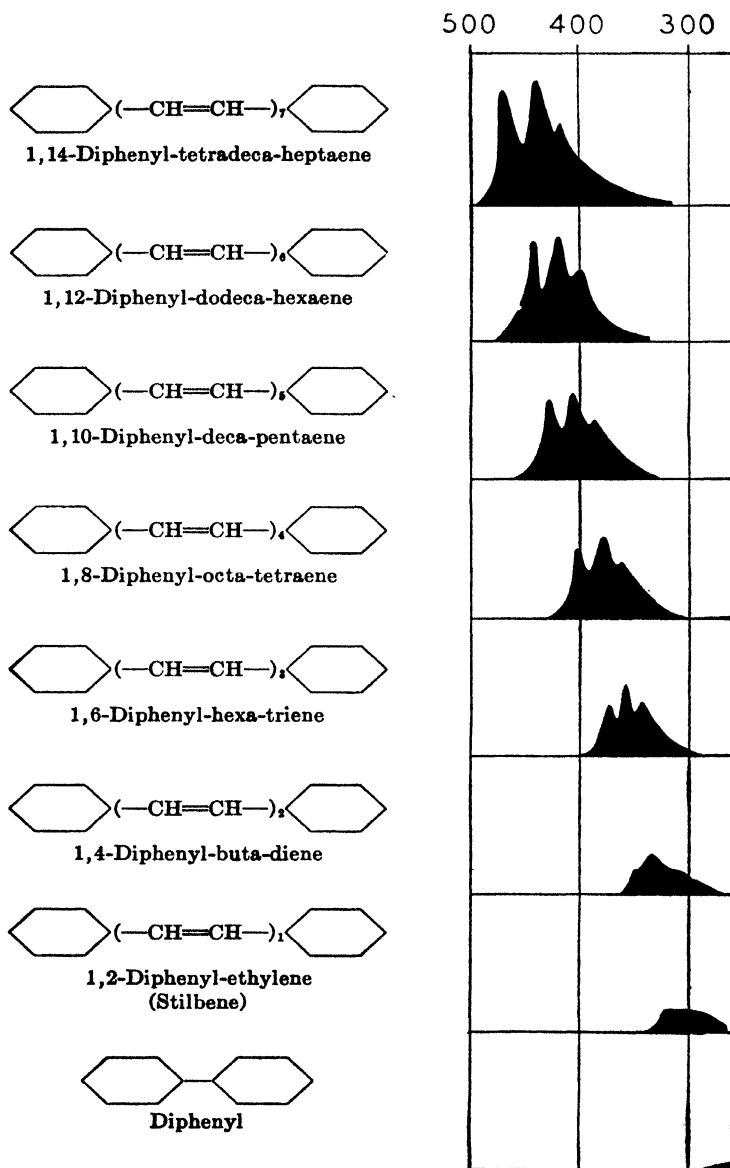 500 400 300
(—CH=CH—)₇
1,14-Diphenyl-tetradeca-heptaene
(—CH=CH—)₆
1,12-Diphenyl-dodeca-hexaene
(—CH=CH—)₅
1,10-Diphenyl-deca-pentaene
(—CH=CH—)₄
1,8-Diphenyl-octa-tetraene
(—CH=CH—)₃
1,6-Diphenyl-hexa-triene
(—CH=CH—)₂
1,4-Diphenyl-buta-diene
(—CH=CH—)₁
1,2-Diphenyl-ethylene
(Stilbene)
Diphenyl